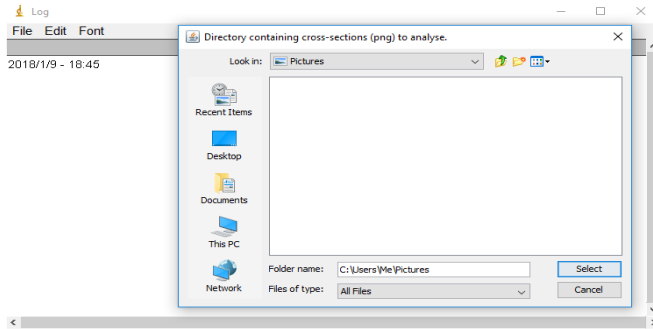 Log
File Edit Font
2018/1/9 - 18:45
Directory containing cross-sections (png) to analyse.
Look in: Pictures
Recent Items
Desktop
Documents
This PC
Network
Folder name: C:\Users\Me\Pictures
Select
Files of type: All Files
Cancel